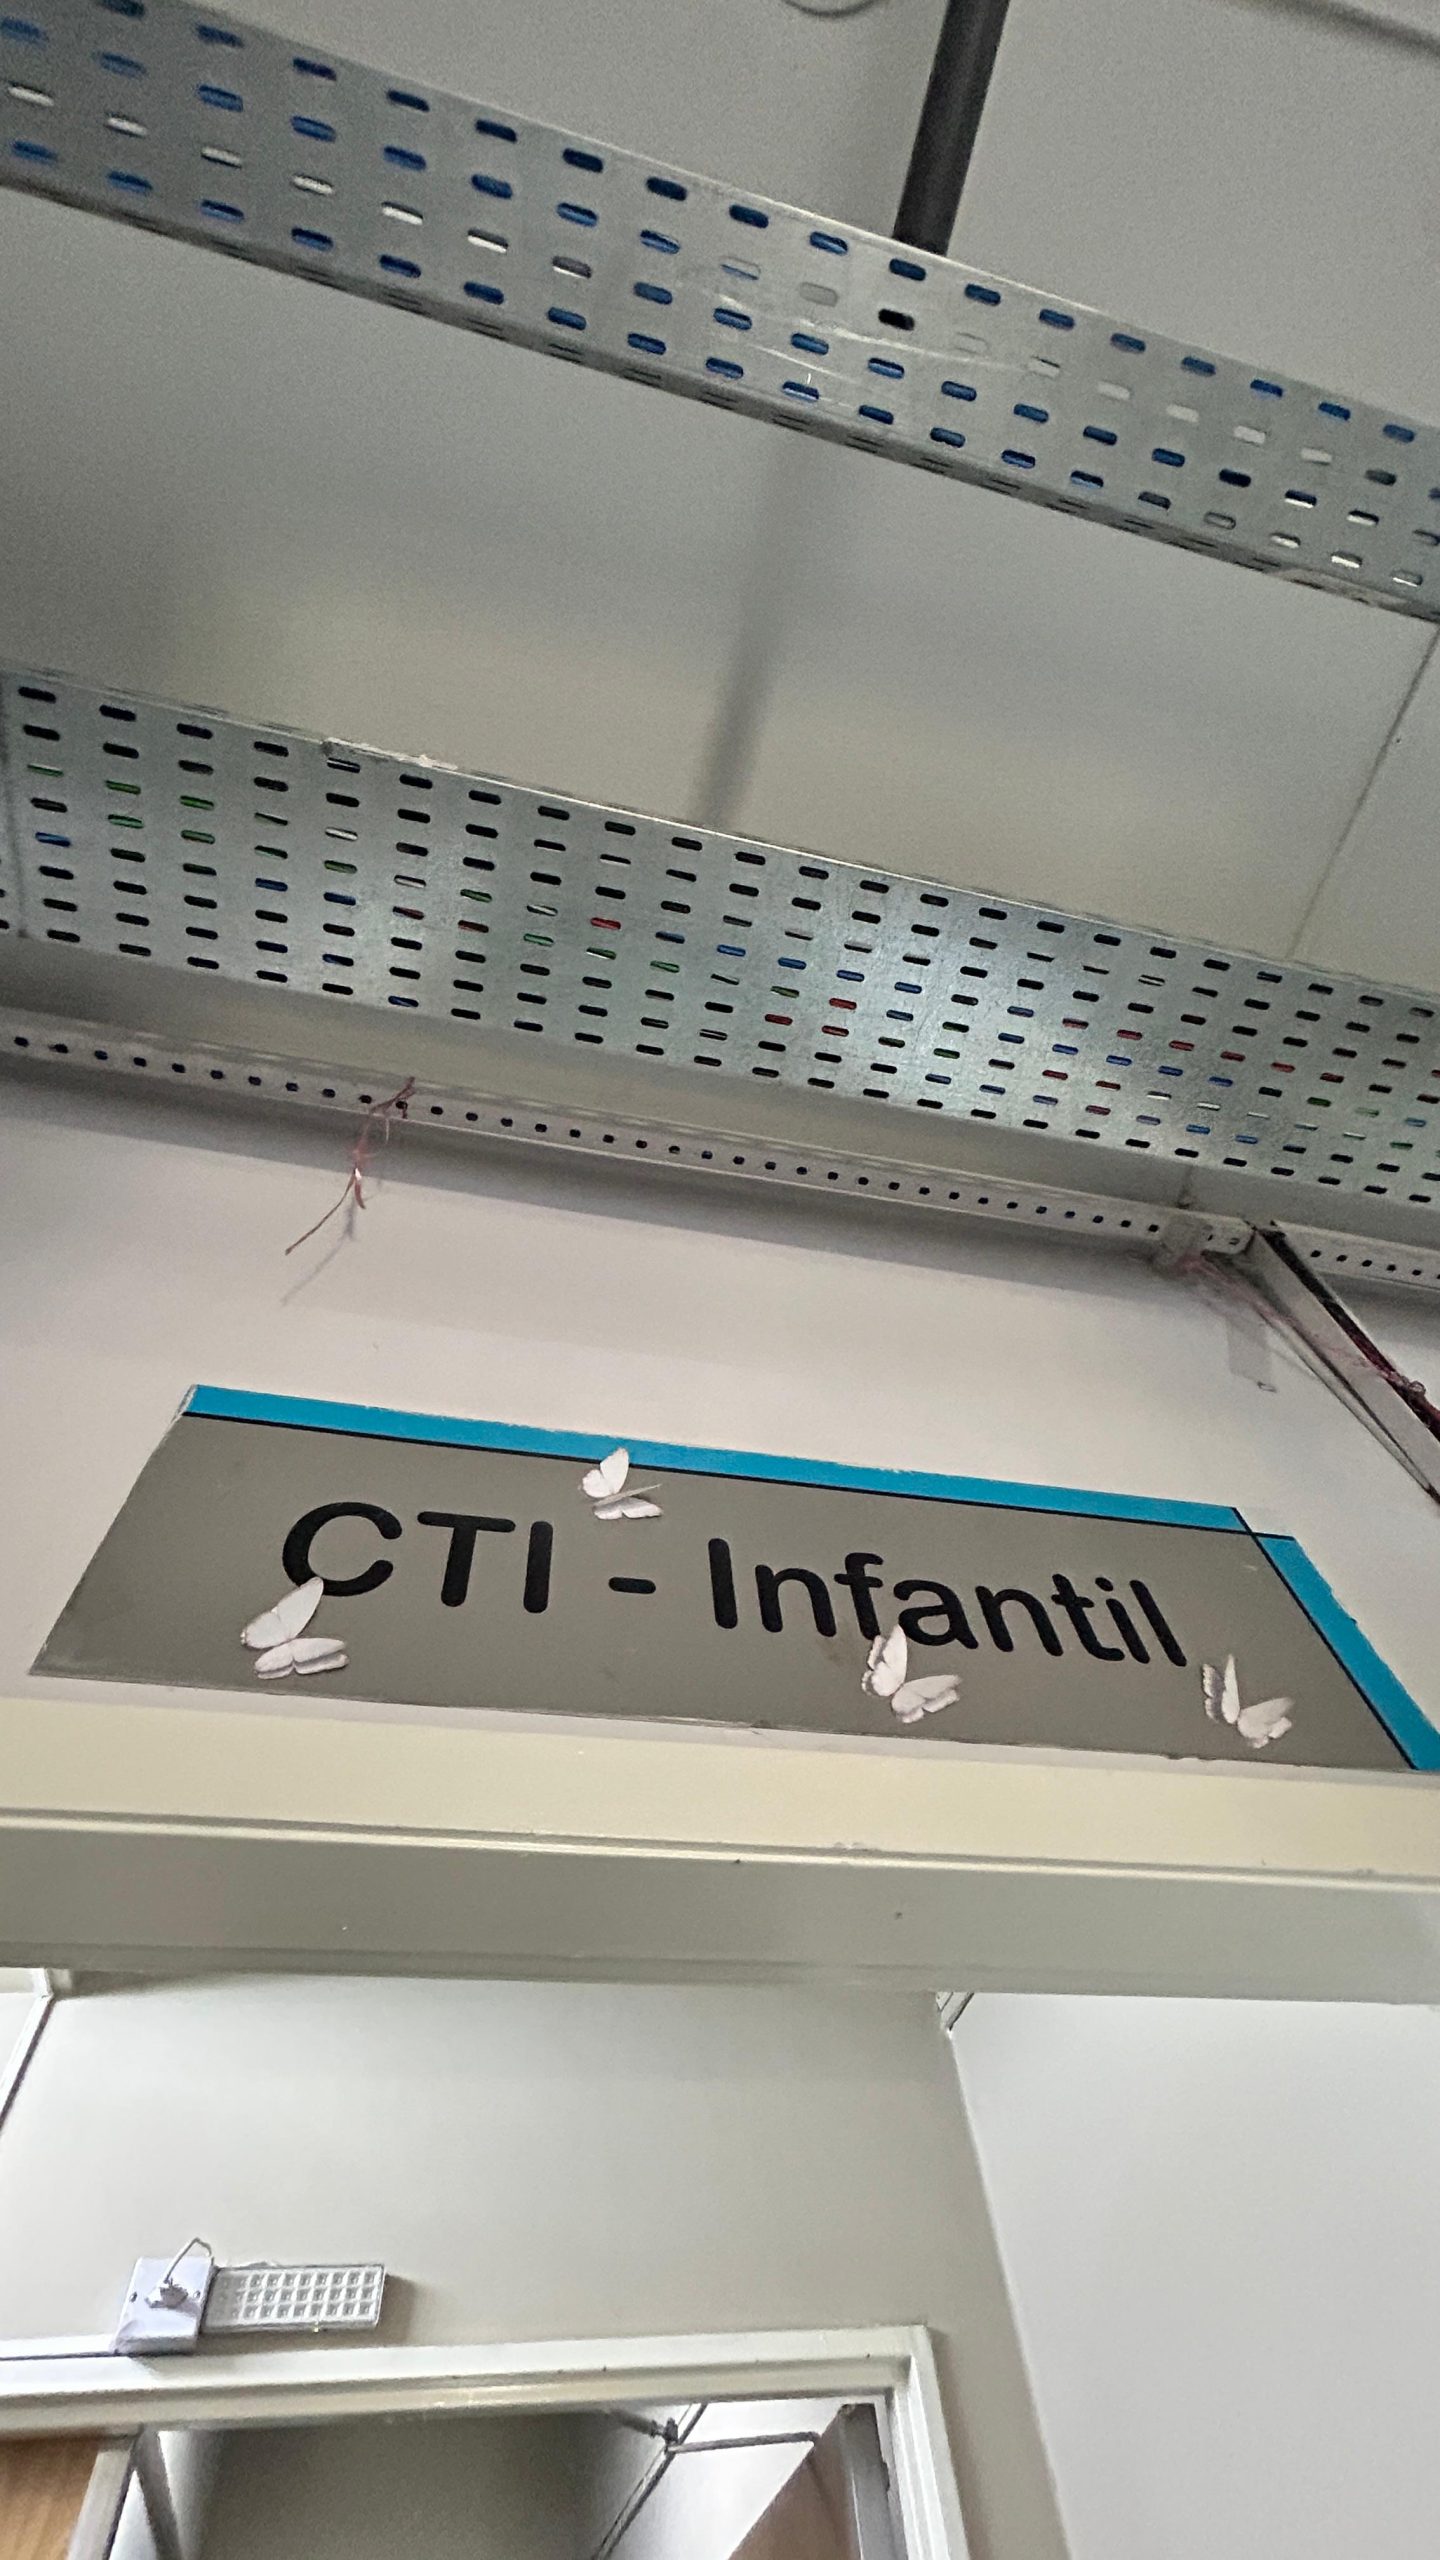 CTI - Infantil